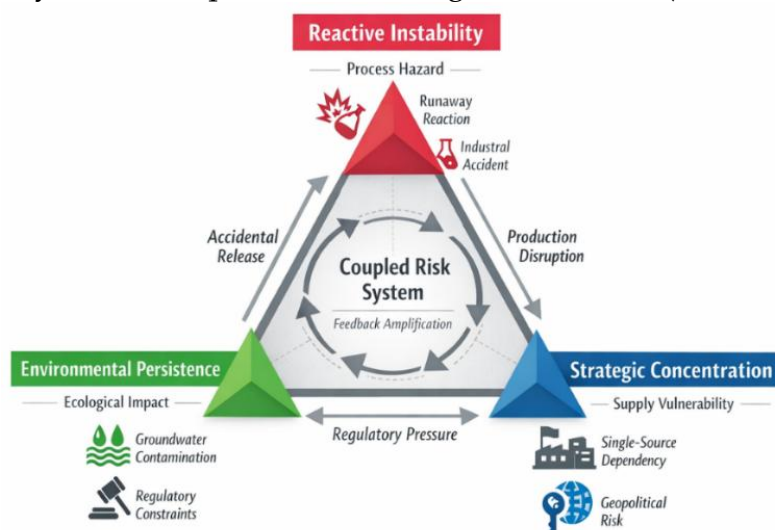 Reactive Instability
Process Hazard
Runaway
Reaction
Industral
Accident
Accidental
Release
Production
Disruption
Coupled Risk
System
Feedback Amplification
Environmental Persistence
Strategic Concentration
Ecological Impact
Regulatory Pressure
Supply Vulnerability
Groundwater
Contamination
Single-Source
Dependency
Regulatory
Constraints
Geopolitical
Risk